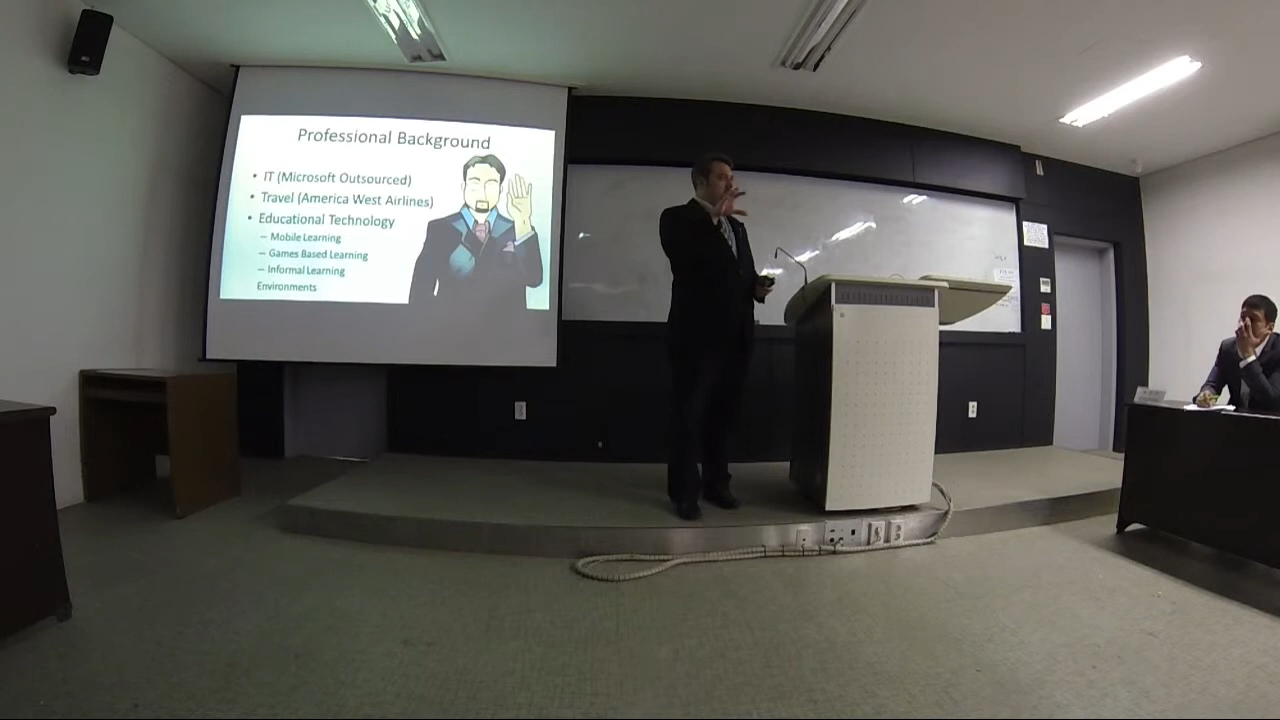 Professional Background
• IT (Microsoft Outsourced)
• Travel (America West Airlines)
• Educational Technology
– Mobile Learning
– Games Based Learning
– Informal Learning
Environments